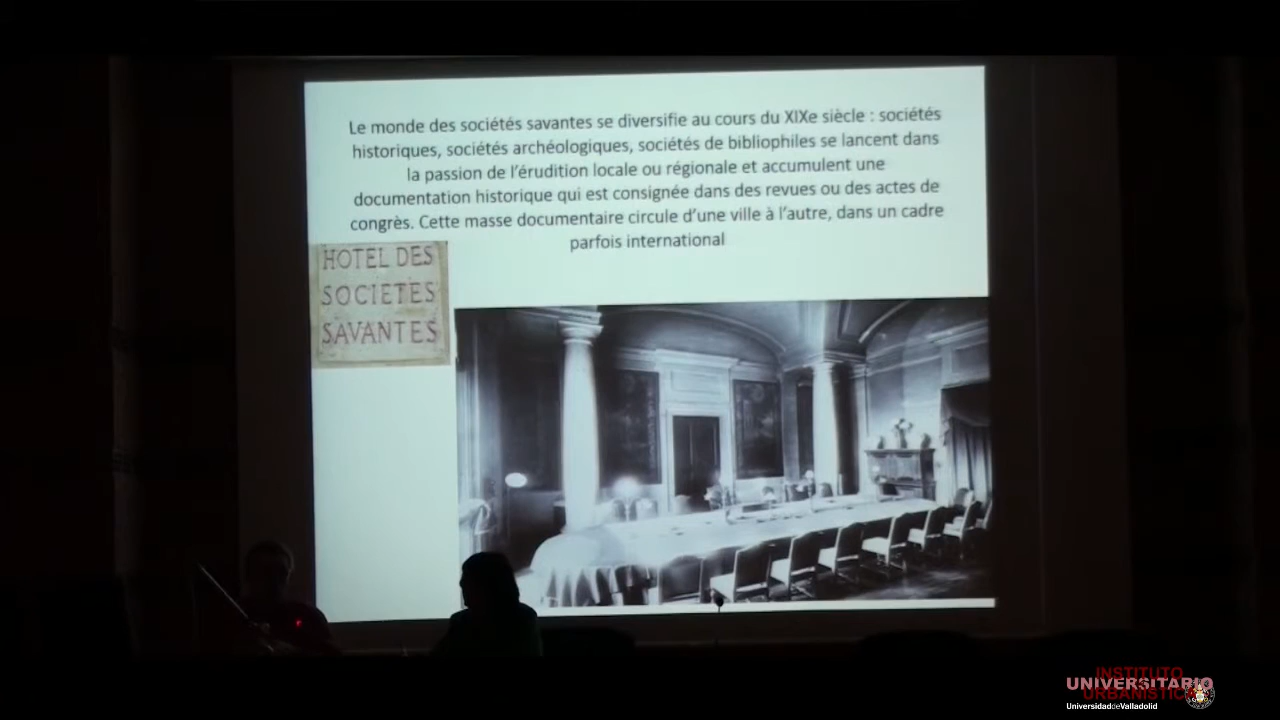 Le monde des sociétés savantes se diversifie au cours du XIXe siècle : sociétés
historiques, sociétés archéologiques, sociétés de bibliophiles se lancent dans
la passion de l'érudition locale ou régionale et accumulent une
documentation historique qui est consignée dans des revues ou des actes de
congrès. Cette masse documentaire circule d'une ville à l'autre, dans un cadre
parfois international
HOTEL DES
SOCIETES
SAVANTES
INSTITUTO
UNIVERSITARIO
URBANÍSTICA
UniversidaddeValladolid